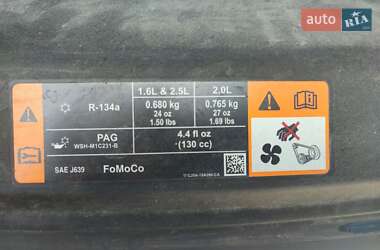 auto RIA.com
1.6L & 2.5L 2.0L
R-134a
0.680 kg 0.765 kg
24 oz 27 oz
1.50 lbs 1.69 lbs
PAG 4.4 fl oz
WSH-M1C231-B (130 cc)
SAE J639 FoMoCo